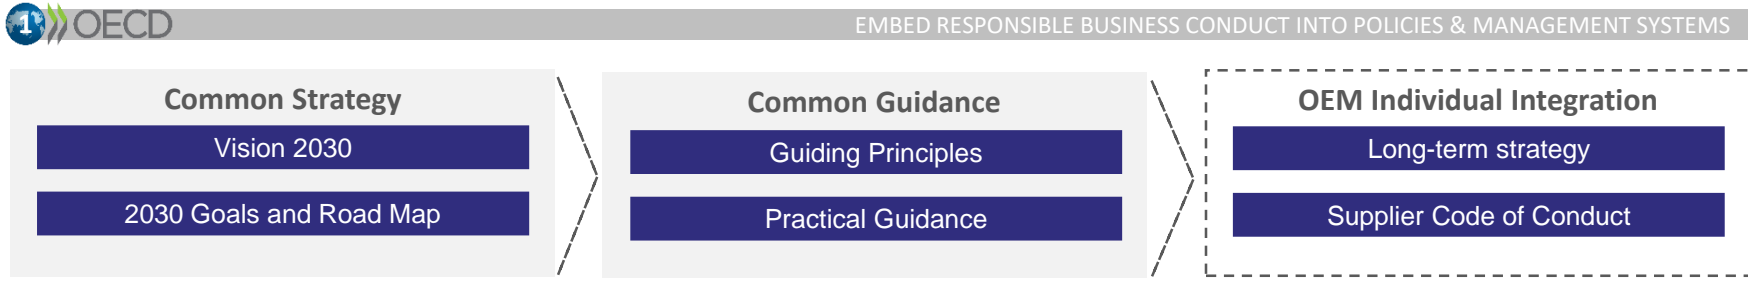 1 OECD
EMBED RESPONSIBLE BUSINESS CONDUCT INTO POLICIES & MANAGEMENT SYSTEMS
Common Strategy
Vision 2030
2030 Goals and Road Map
Common Guidance
Guiding Principles
Practical Guidance
OEM Individual Integration
Long-term strategy
Supplier Code of Conduct